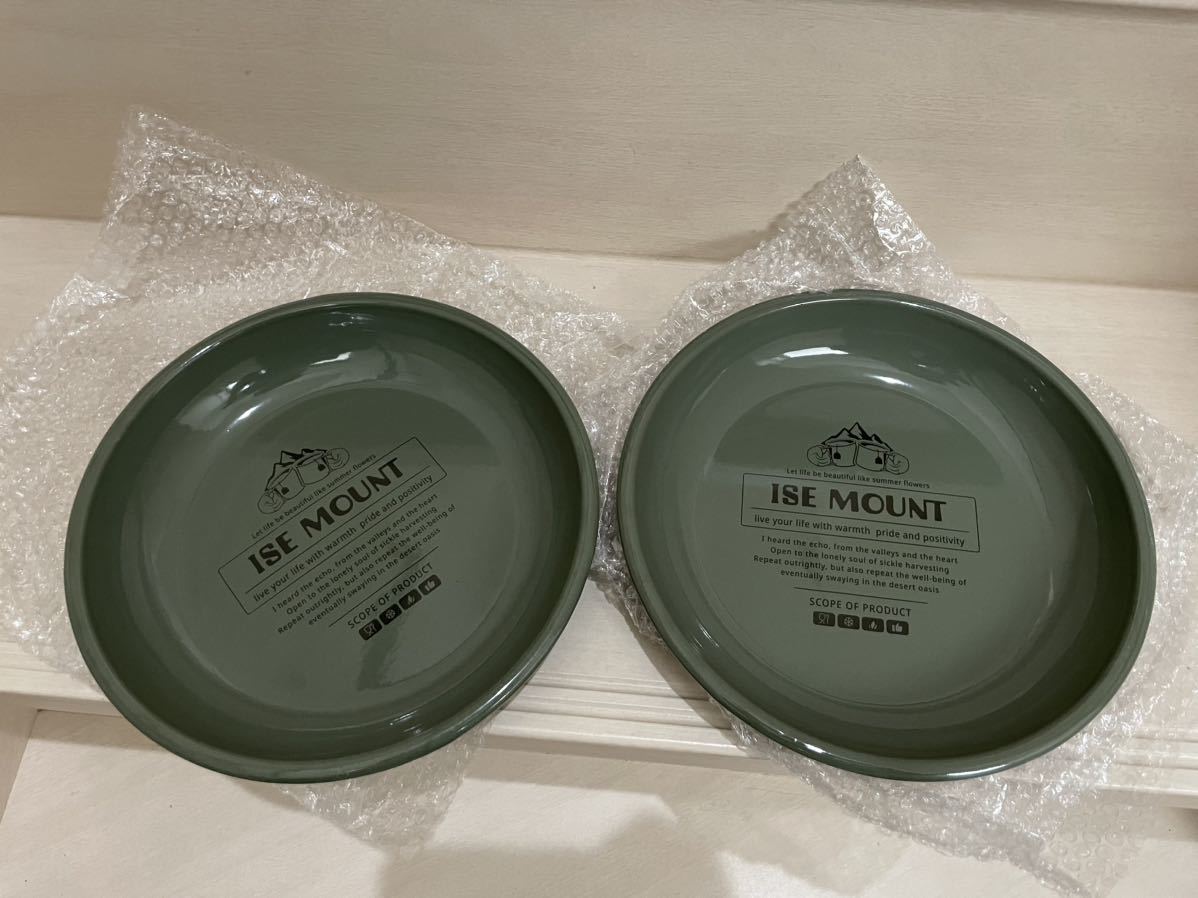 Let life be beautiful like summer flowers
ISE MOUNT
live your life with warmth pride and positivity
I heard the echo, from the valleys and the heart
Open to the lonely soul of sickle harvesting
Repeat outrightly, but also repeat the well-being of
eventually swaying in the desert oasis
SCOPE OF PRODUCT
Let life be beautiful like summer flowers
ISE MOUNT
live your life with warmth pride and positivity
I heard the echo, from the valleys and the heart
Open to the lonely soul of sickle harvesting
Repeat outrightly, but also repeat the well-being of
eventually swaying in the desert oasis
SCOPE OF PRODUCT